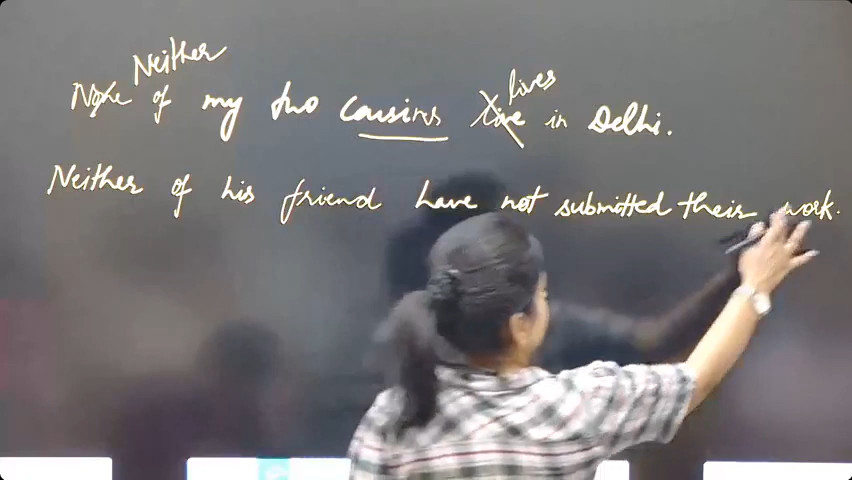 Neither
None of my two cousins live in Delhi.
lives
Neither of his friend have not submitted their work.